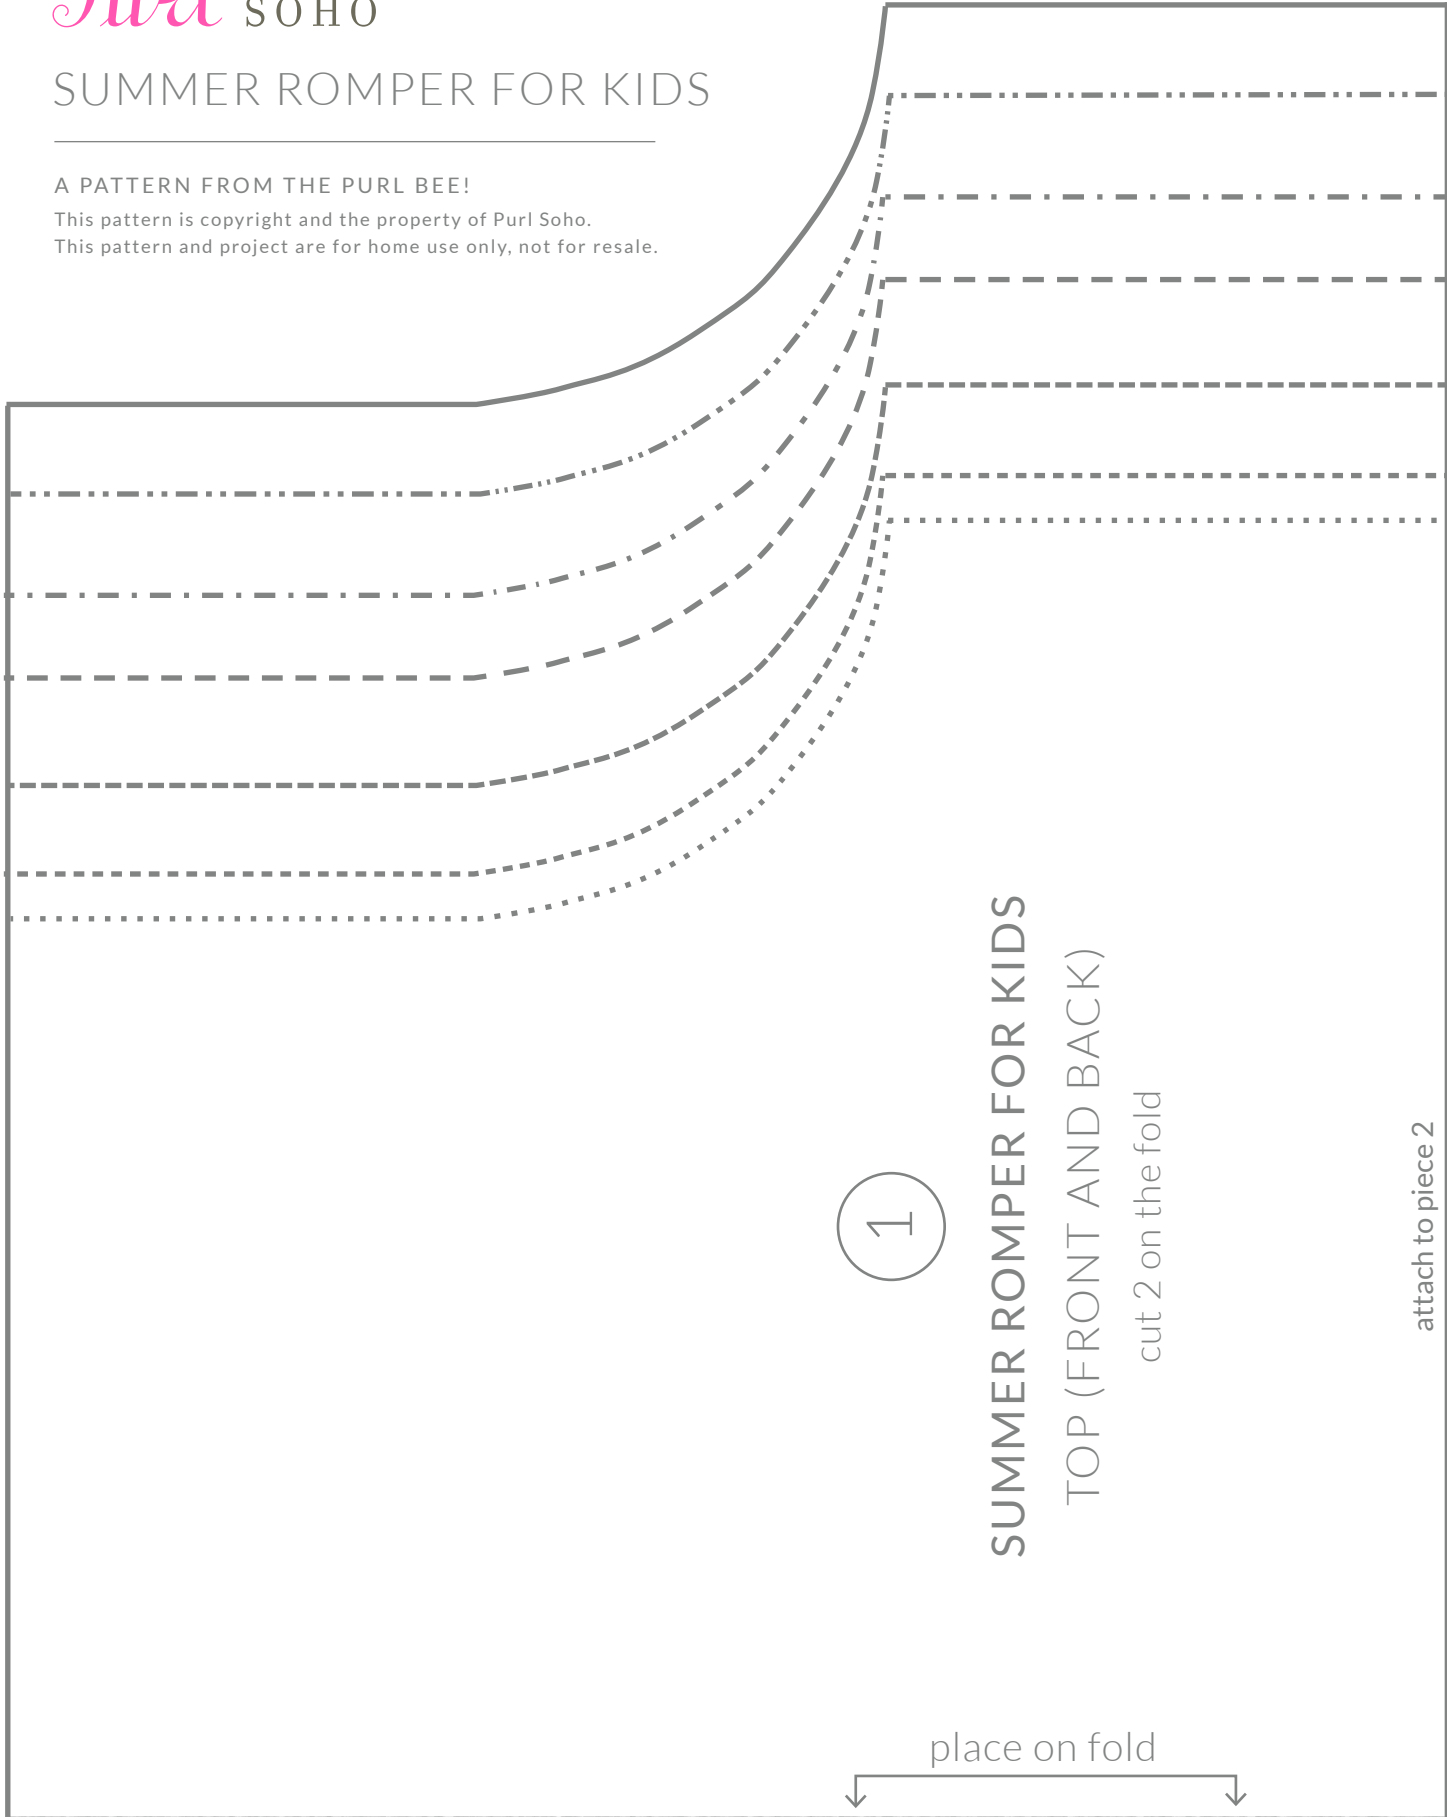 Purl SOHO
SUMMER ROMPER FOR KIDS
A PATTERN FROM THE PURL BEE!
This pattern is copyright and the property of Purl Soho.
This pattern and project are for home use only, not for resale.
1
SUMMER ROMPER FOR KIDS
TOP (FRONT AND BACK)
cut 2 on the fold
attach to piece 2
place on fold